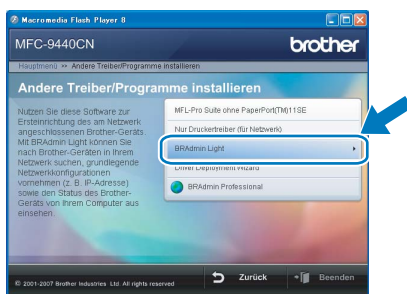 Macromedia Flash Player 8
MFC-9440CN
brother
Hauptmenü >> Andere Treiber/Programme installieren
Andere Treiber/Programme installieren
Nutzen Sie diese Software zur
Ersteinrichtung des am Netzwerk
angeschlossenen Brother-Geräts.
Mit BRAdmin Light können Sie
nach Brother-Geräten in Ihrem
Netzwerk suchen, grundlegende
Netzwerkkonfigurationen
vornehmen (z. B. IP-Adresse)
sowie den Status des Brother-
Geräts von Ihrem Computer aus
einsehen.
MFL-Pro Suite ohne PaperPort(TM)11SE
Nur Druckertreiber (für Netzwerk)
BRAdmin Light
Driver Deployment Wizard
BRAdmin Professional
© 2001-2007 Brother Industries Ltd. All rights reserved
Zurück
Beenden